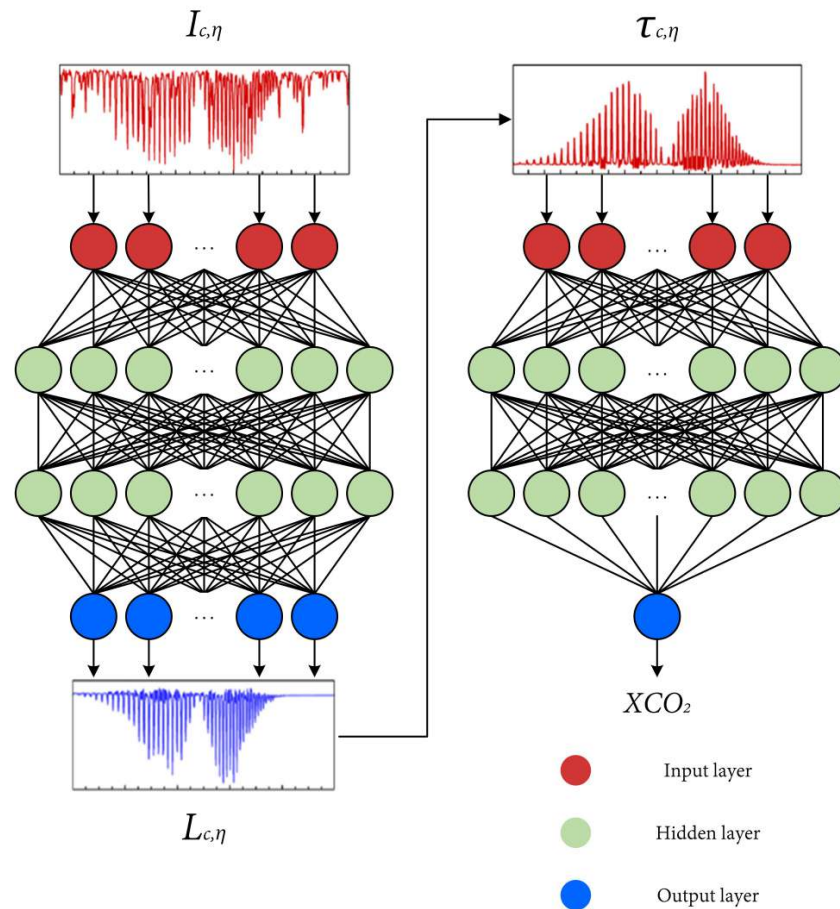 I_{c,η}
τ_{c,η}
...
...
...
...
...
...
...
L_{c,η}
XCO₂
Input layer
Hidden layer
Output layer